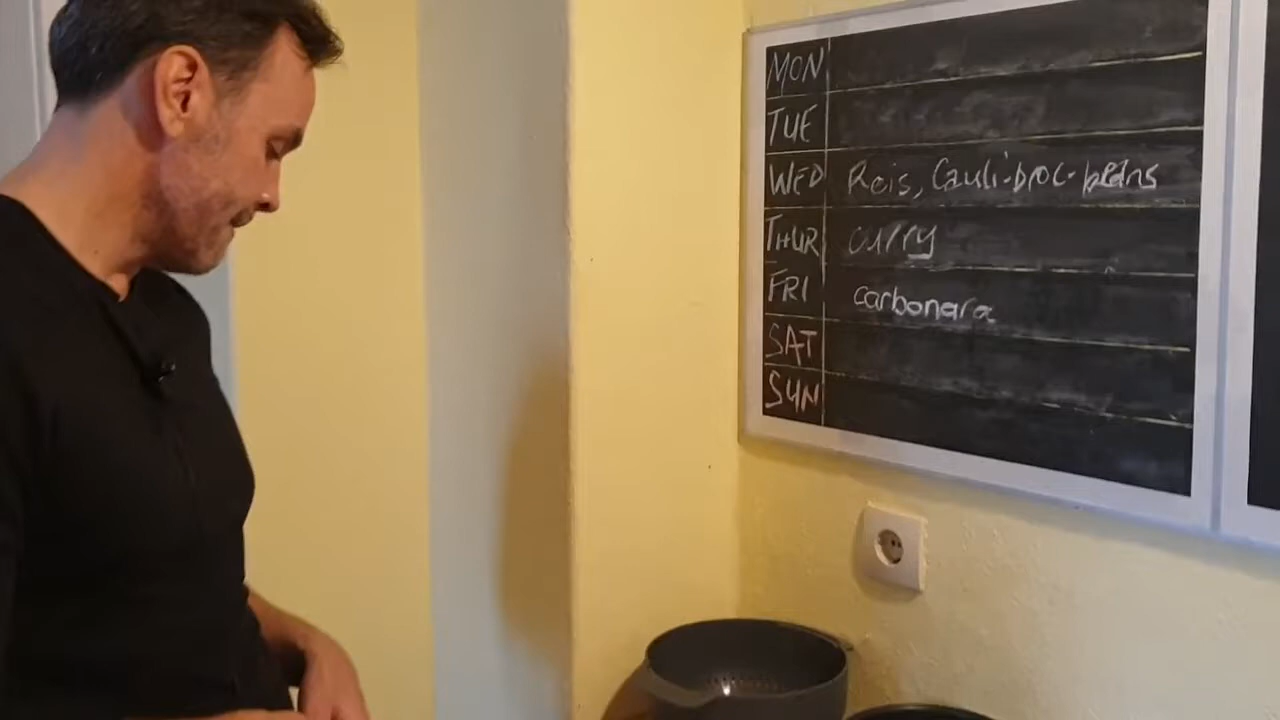 MON
TUE
WED Reis, Cauli-broc-beans
THUR curry
FRI carbonara
SAT
SUN